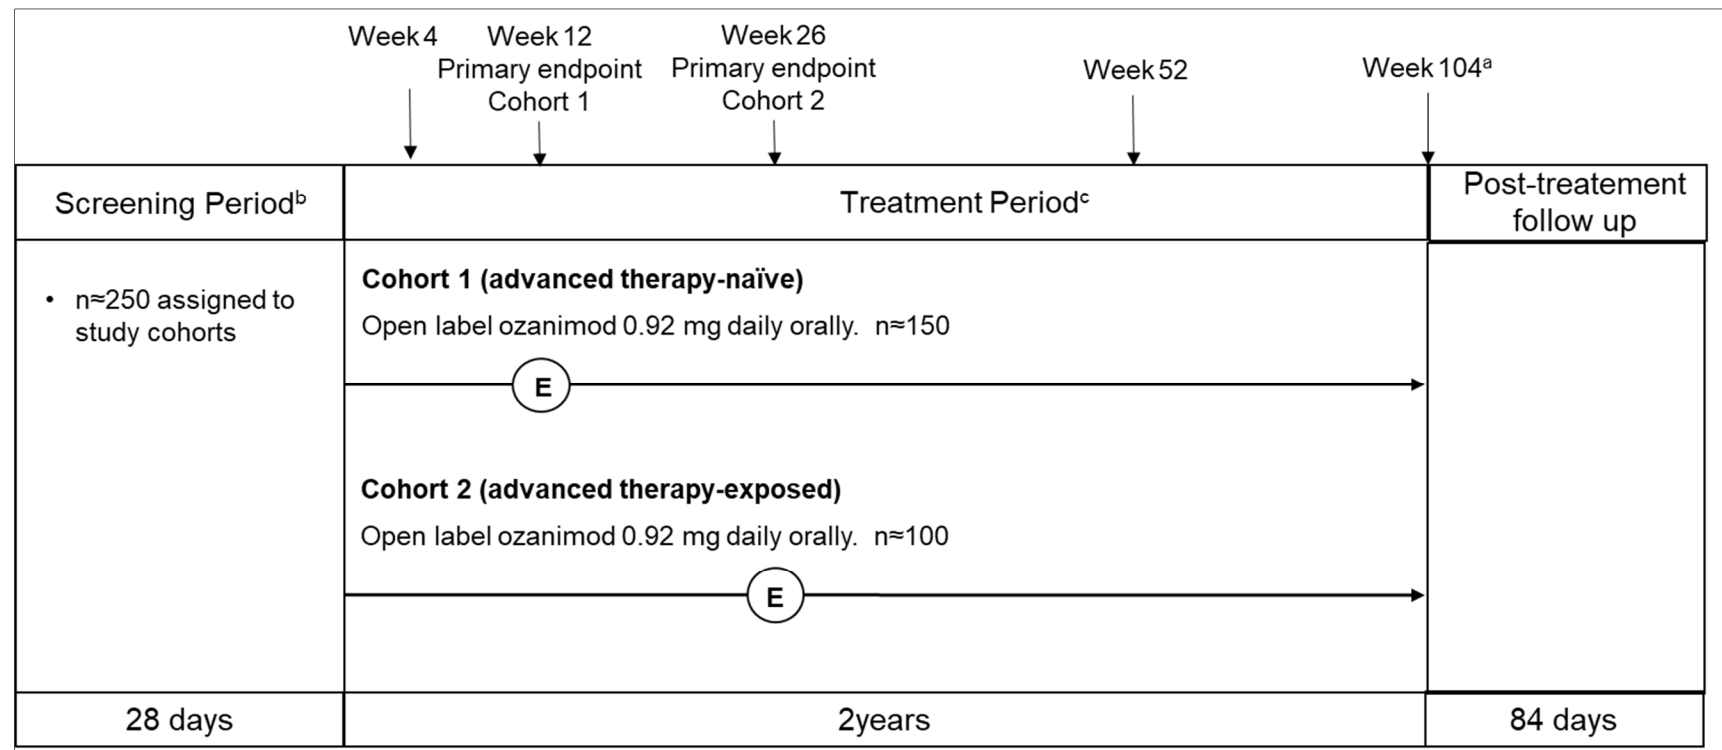 Week 4
Week 12
Primary endpoint
Cohort 1
Week 26
Primary endpoint
Cohort 2
Week 52
Week 104ᵃ
Screening Periodᵇ
Treatment Periodᶜ
Post-treatement
follow up
• n≈250 assigned to
study cohorts
Cohort 1 (advanced therapy-naïve)
Open label ozanimod 0.92 mg daily orally. n≈150
E
Cohort 2 (advanced therapy-exposed)
Open label ozanimod 0.92 mg daily orally. n≈100
E
28 days
2years
84 days